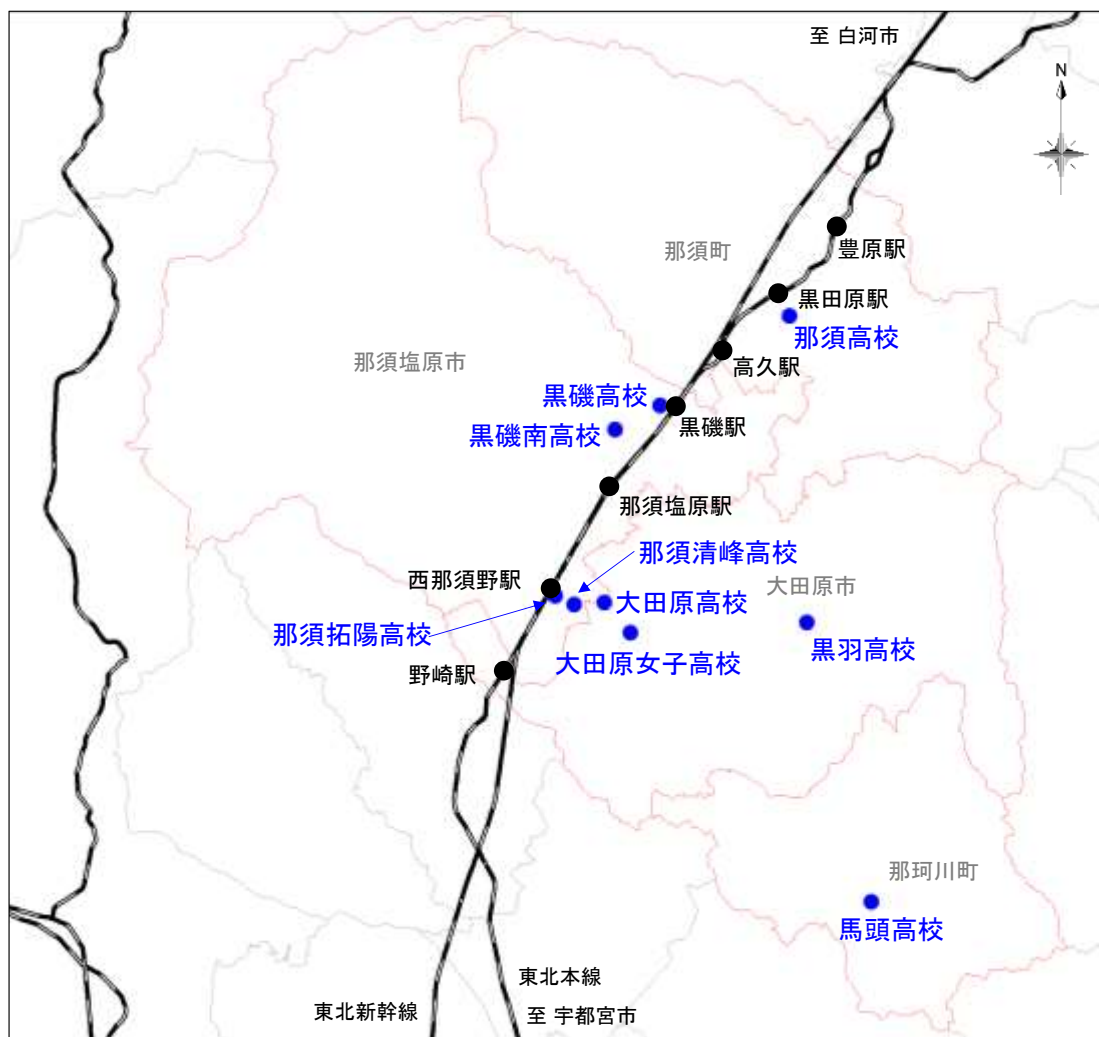 至 白河市
N
豊原駅
那須町
黒田原駅
那須高校
那須塩原市
高久駅
黒磯高校
黒磯駅
黒磯南高校
那須塩原駅
那須清峰高校
西那須野駅
大田原市
大田原高校
那須拓陽高校
黒羽高校
大田原女子高校
野崎駅
那珂川町
馬頭高校
東北本線
東北新幹線
至 宇都宮市